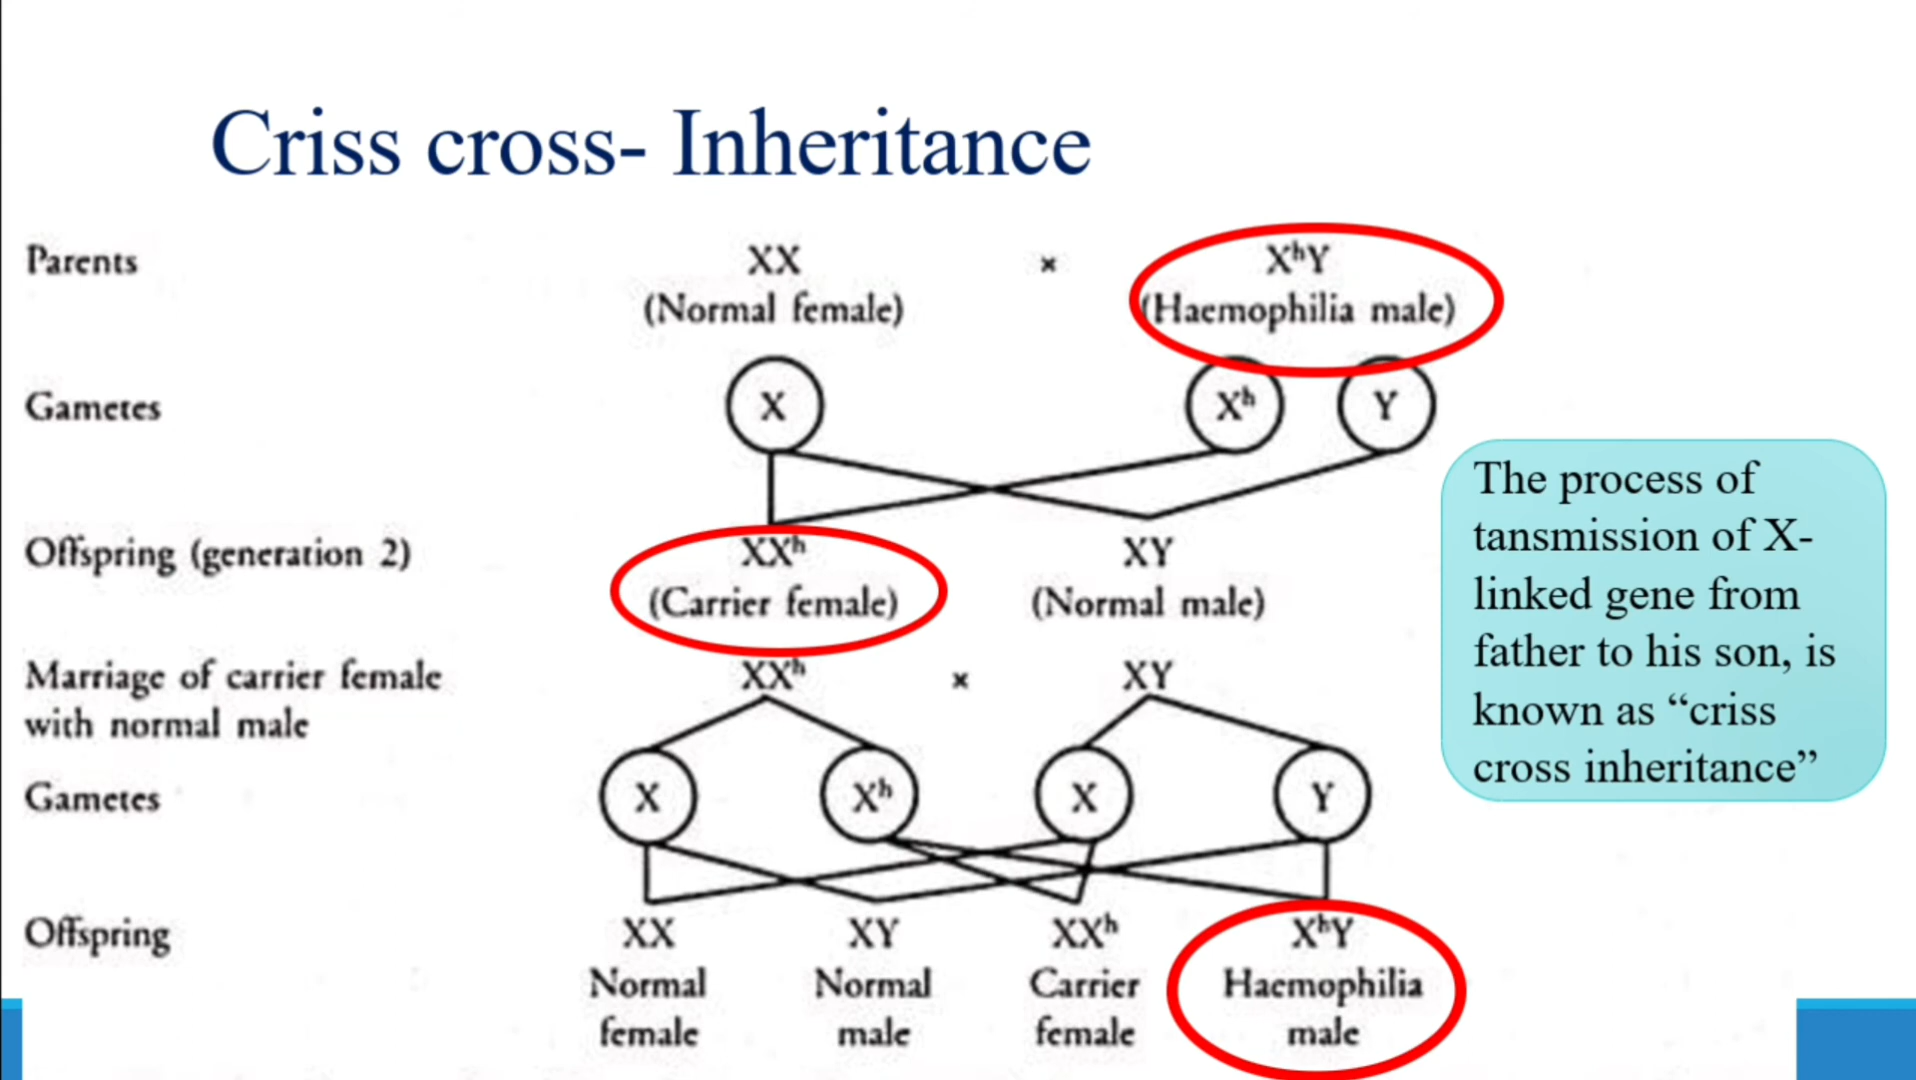 Criss cross- Inheritance
Parents XX × XʰY
(Normal female) (Haemophilia male)
Gametes X Xʰ Y
Offspring (generation 2) XXʰ XY
(Carrier female) (Normal male)
Marriage of carrier female XXʰ × XY
with normal male
Gametes X Xʰ X Y
Offspring XX XY XXʰ XʰY
Normal Normal Carrier Haemophilia
female male female male
The process of
tansmission of X-
linked gene from
father to his son, is
known as “criss
cross inheritance”